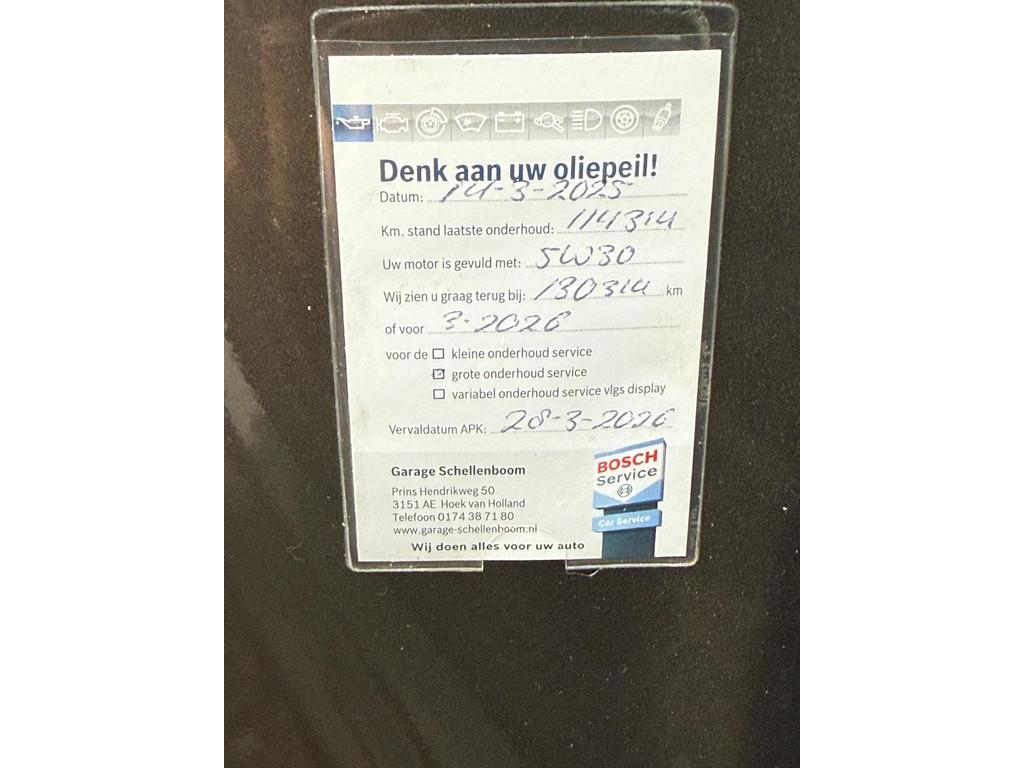 Denk aan uw oliepeil!
Datum: 14-3-2025
Km. stand laatste onderhoud: 114314
Uw motor is gevuld met: 5W30
Wij zien u graag terug bij: 130314 km
of voor 3-2026
voor de ☐ kleine onderhoud service
☑ grote onderhoud service
☐ variabel onderhoud service vlgs display
Vervaldatum APK: 28-3-2026
Garage Schellenboom
Prins Hendrikweg 50
3151 AE Hoek van Holland
Telefoon 0174 38 71 80
www.garage-schellenboom.nl
Wij doen alles voor uw auto
BOSCH
Service
Car Service